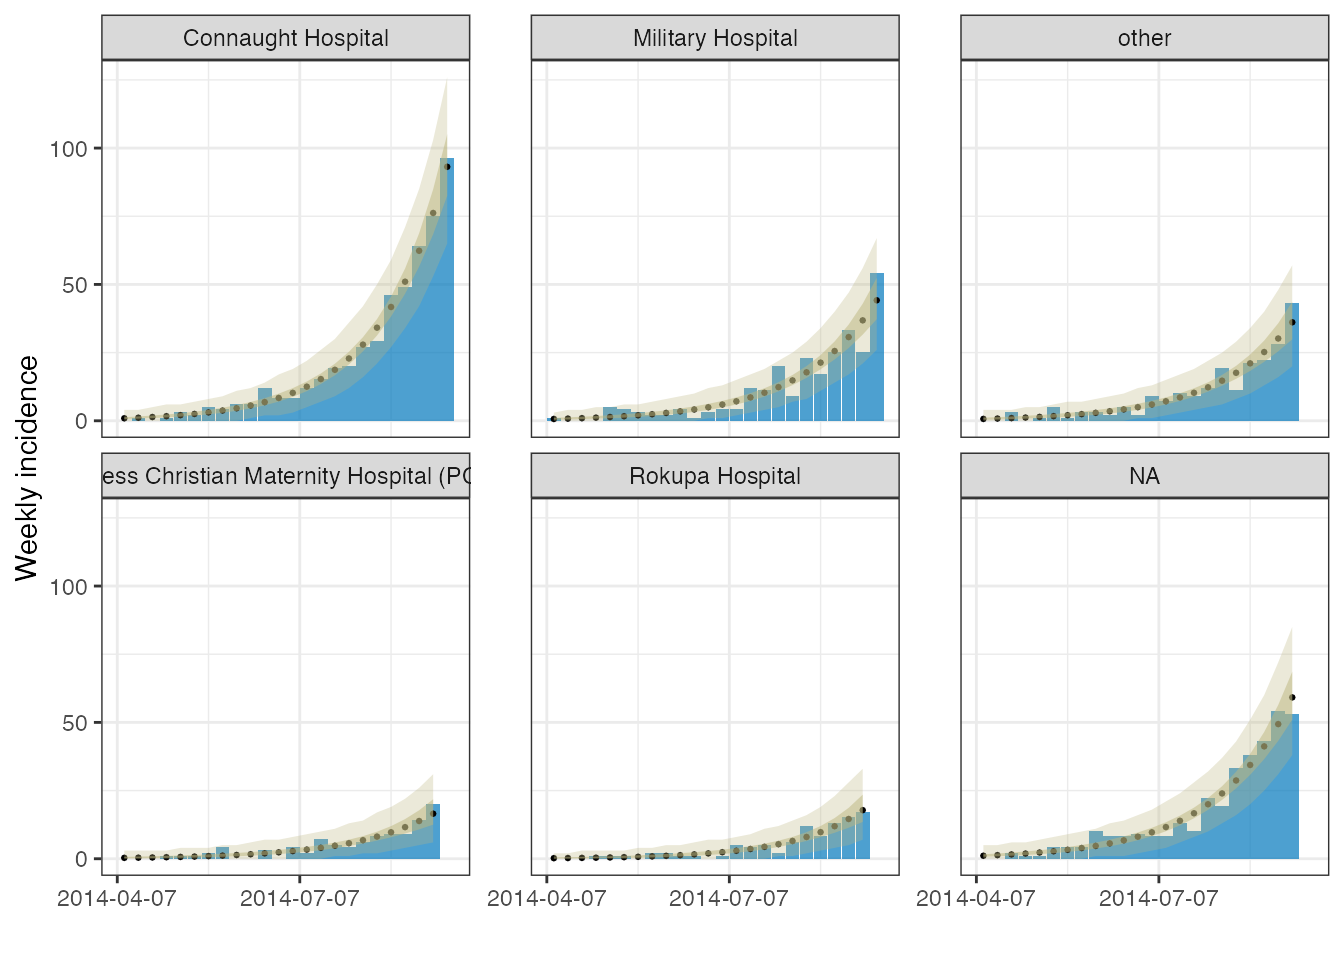 Connaught Hospital
Military Hospital
other
100
50
0
ess Christian Maternity Hospital (PC
Rokupa Hospital
NA
Weekly incidence
100
50
0
2014-04-07
2014-07-07
2014-04-07
2014-07-07
2014-04-07
2014-07-07